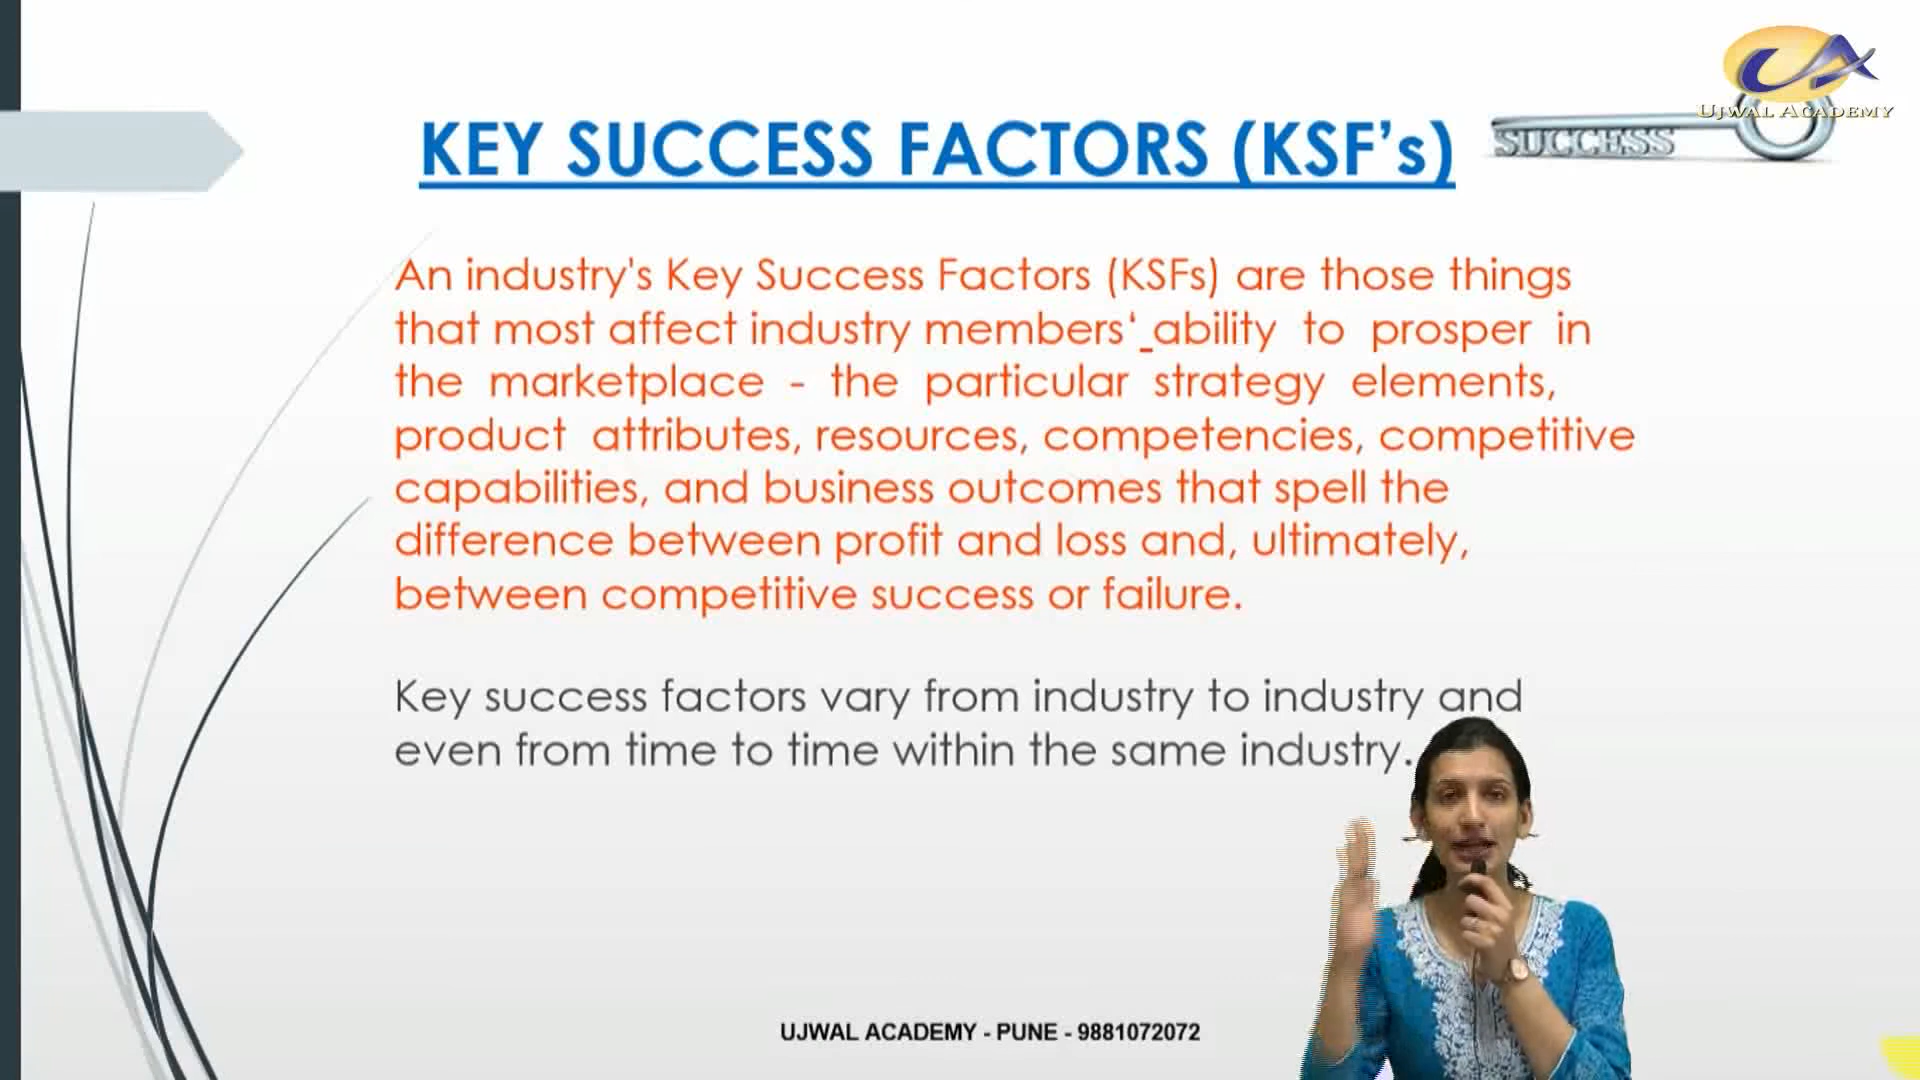 UJWAL ACADEMY
KEY SUCCESS FACTORS (KSF’s)
SUCCESS
An industry's Key Success Factors (KSFs) are those things
that most affect industry members‘ ability to prosper in
the marketplace - the particular strategy elements,
product attributes, resources, competencies, competitive
capabilities, and business outcomes that spell the
difference between profit and loss and, ultimately,
between competitive success or failure.
Key success factors vary from industry to industry and
even from time to time within the same industry.
UJWAL ACADEMY - PUNE - 9881072072